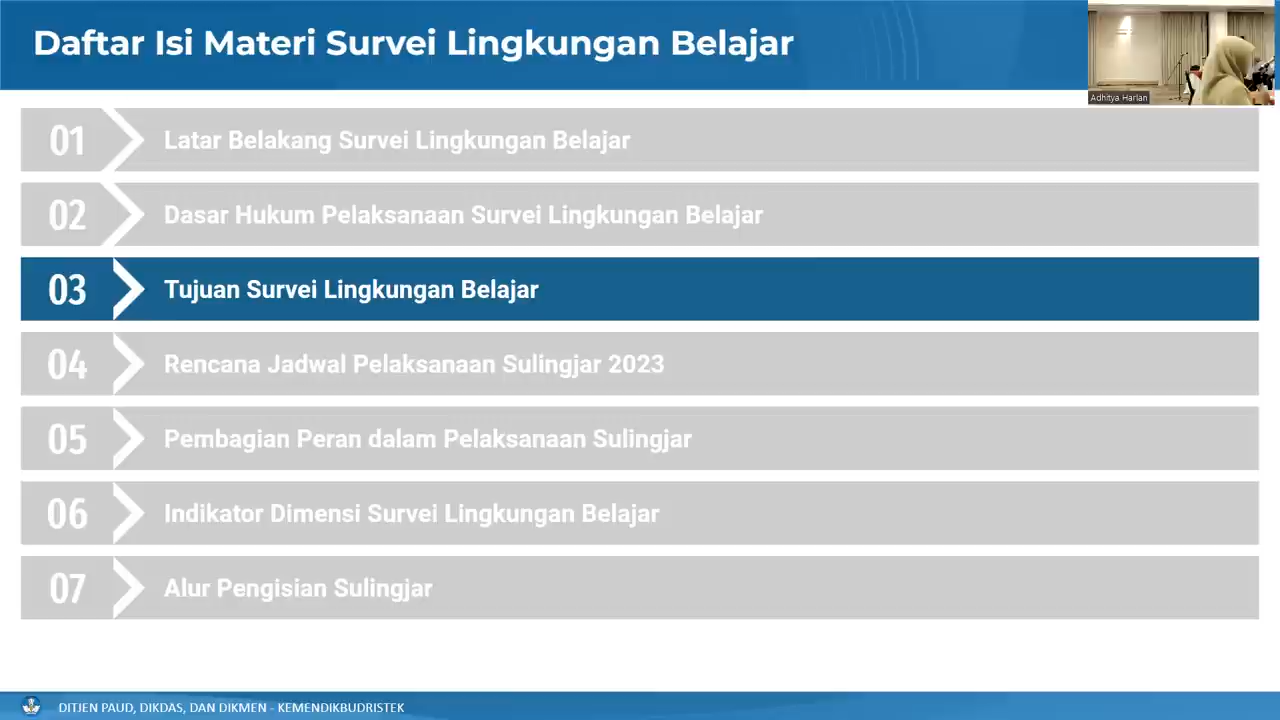 Daftar Isi Materi Survei Lingkungan Belajar
Adhitya Harlan
01 Latar Belakang Survei Lingkungan Belajar
02 Dasar Hukum Pelaksanaan Survei Lingkungan Belajar
03 Tujuan Survei Lingkungan Belajar
04 Rencana Jadwal Pelaksanaan Sulingjar 2023
05 Pembagian Peran dalam Pelaksanaan Sulingjar
06 Indikator Dimensi Survei Lingkungan Belajar
07 Alur Pengisian Sulingjar
DITJEN PAUD, DIKDAS, DAN DIKMEN - KEMENDIKBUDRISTEK